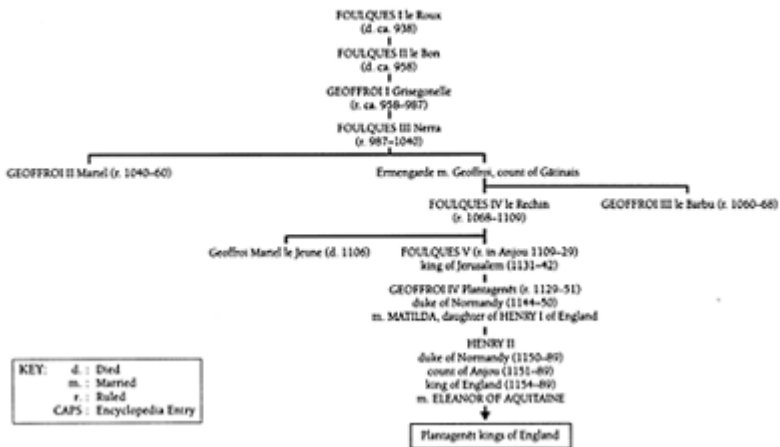 FOULQUES I le Roux
(d. ca. 938)
FOULQUES II le Bon
(d. ca. 958)
GEOFFROI I Grisegonelle
(r. ca. 958–987)
FOULQUES III Nerra
(r. 987–1040)
GEOFFROI II Martel (r. 1040–60)
Ermengarde m. Geoffroi, count of Gâtinais
FOULQUES IV le Rechin
(r. 1068–1109)
GEOFFROI III le Barbu (r. 1060–68)
Geoffroi Martel le Jeune (d. 1106)
FOULQUES V (r. in Anjou 1109–29)
king of Jerusalem (1131–42)
GEOFFROI IV Plantagenêt (r. 1129–51)
duke of Normandy (1144–50)
m. MATILDA, daughter of HENRY I of England
HENRY II
duke of Normandy (1150–89)
count of Anjou (1151–89)
king of England (1154–89)
m. ELEANOR OF AQUITAINE
Plantagenêt kings of England
KEY: d. : Died
m. : Married
r. : Ruled
CAPS : Encyclopedia Entry